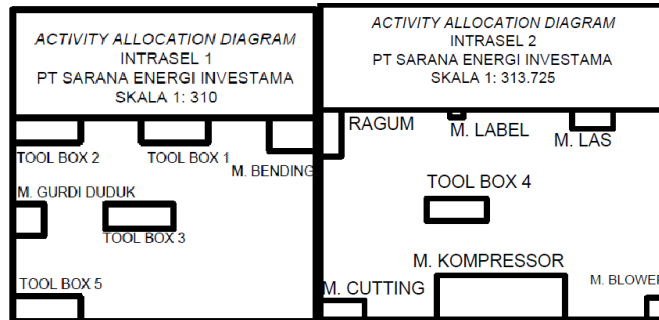 ACTIVITY ALLOCATION DIAGRAM
INTRASEL 1
PT SARANA ENERGI INVESTAMA
SKALA 1: 310
TOOL BOX 2
TOOL BOX 1
M. BENDING
M. GURDI DUDUK
TOOL BOX 3
TOOL BOX 5
ACTIVITY ALLOCATION DIAGRAM
INTRASEL 2
PT SARANA ENERGI INVESTAMA
SKALA 1: 313.725
RAGUM
M. LABEL
M. LAS
TOOL BOX 4
M. KOMPRESSOR
M. CUTTING
M. BLOWER